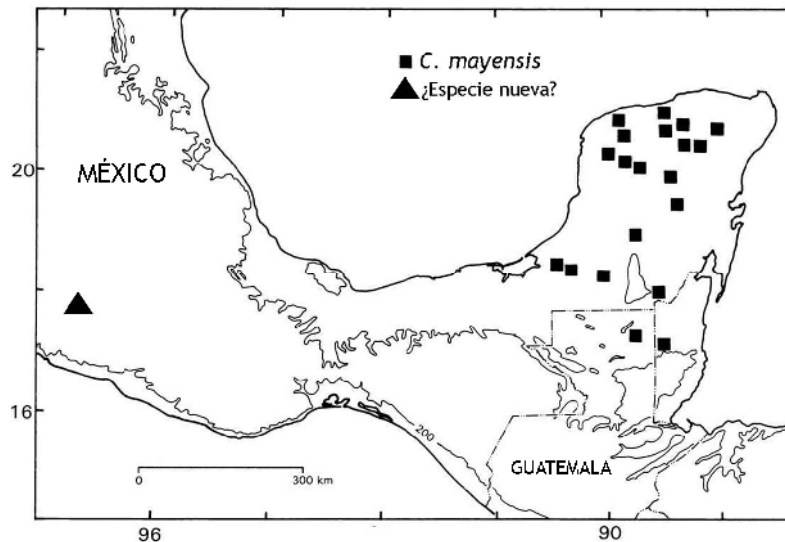 C. mayensis
¿Especie nueva?
20
MÉXICO
16
200
GUATEMALA
0
300 km
96
90